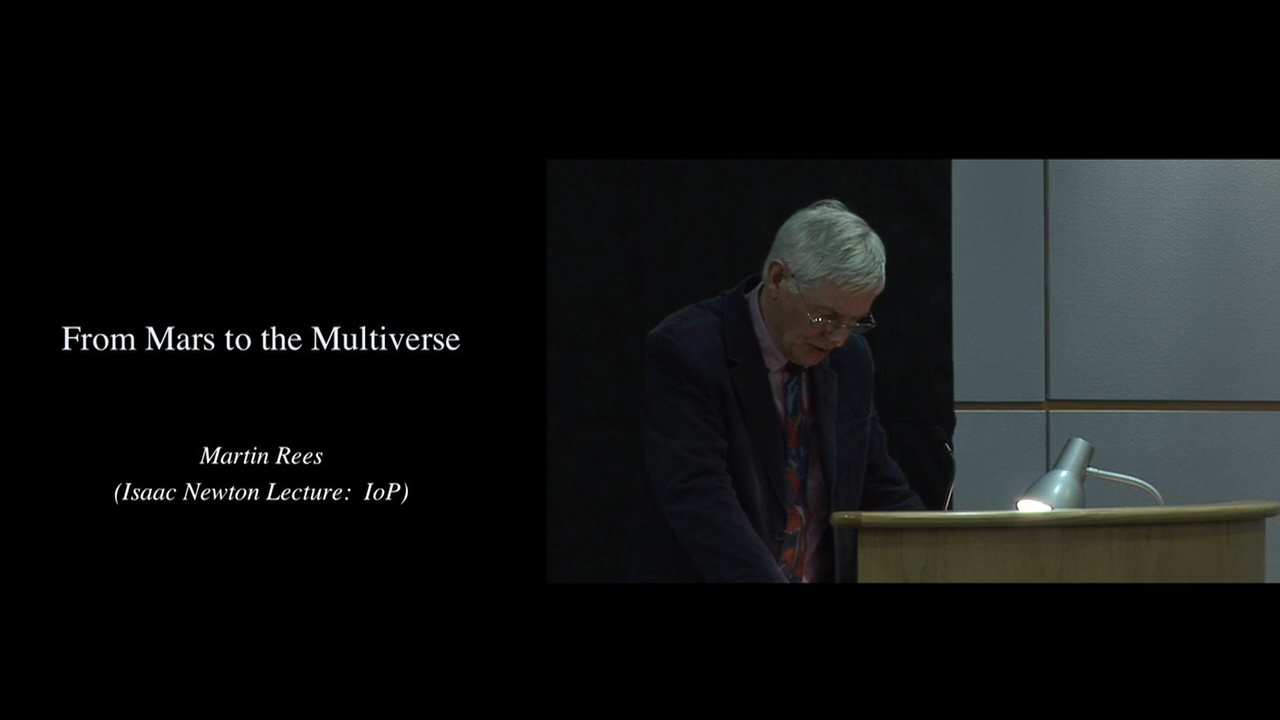 From Mars to the Multiverse
Martin Rees
(Isaac Newton Lecture: IoP)